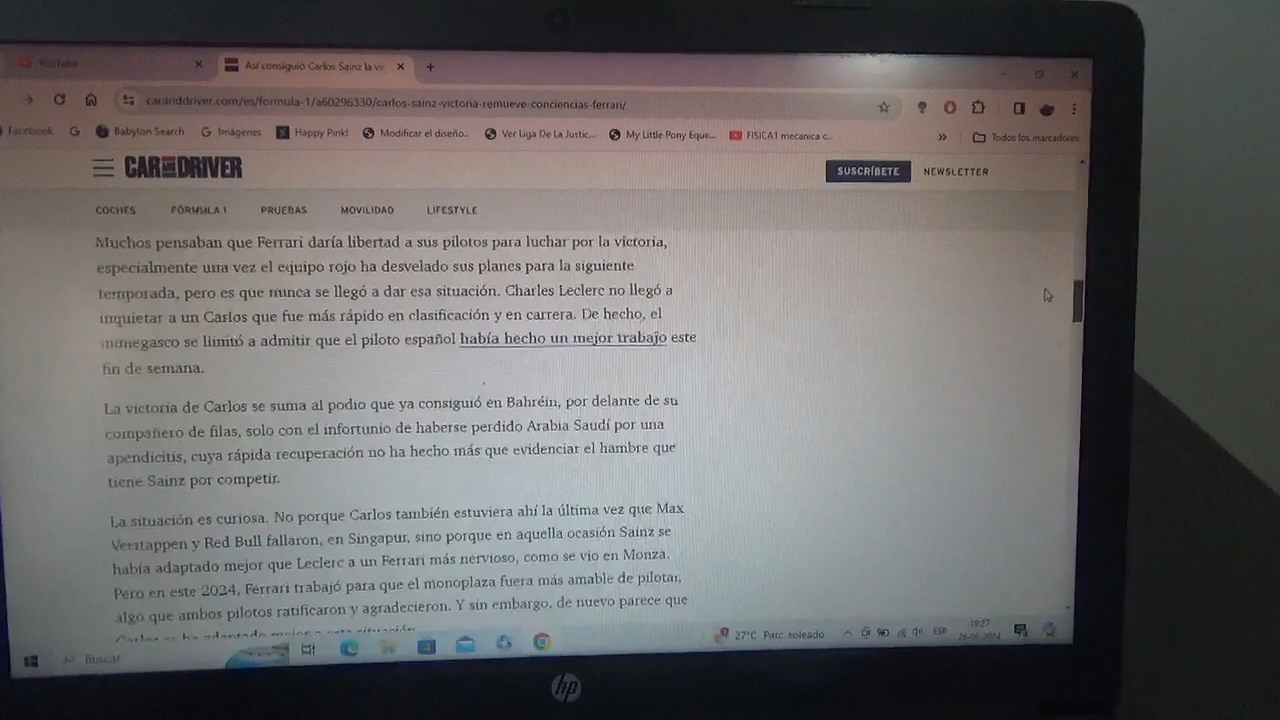 YouTube
Así consiguió Carlos Sainz la vi
caranddriver.com/es/formula-1/a60296330/carlos-sainz-victoria-remueve-conciencias-ferrari/
Facebook Babylon Search Imágenes Happy Pink! Modificar el diseño... Ver Liga De La Justic... My Little Pony Eque... FISICA1 mecanica c... » Todos los marcadores
CAR AND DRIVER SUSCRÍBETE NEWSLETTER
COCHES FÓRMULA 1 PRUEBAS MOVILIDAD LIFESTYLE
Muchos pensaban que Ferrari daría libertad a sus pilotos para luchar por la victoria,
especialmente una vez el equipo rojo ha desvelado sus planes para la siguiente
temporada, pero es que nunca se llegó a dar esa situación. Charles Leclerc no llegó a
inquietar a un Carlos que fue más rápido en clasificación y en carrera. De hecho, el
monegasco se limitó a admitir que el piloto español había hecho un mejor trabajo este
fin de semana.
La victoria de Carlos se suma al podio que ya consiguió en Bahréin, por delante de su
compañero de filas, solo con el infortunio de haberse perdido Arabia Saudí por una
apendicitis, cuya rápida recuperación no ha hecho más que evidenciar el hambre que
tiene Sainz por competir.
La situación es curiosa. No porque Carlos también estuviera ahí la última vez que Max
Verstappen y Red Bull fallaron, en Singapur, sino porque en aquella ocasión Sainz se
había adaptado mejor que Leclerc a un Ferrari más nervioso, como se vio en Monza.
Pero en este 2024, Ferrari trabajó para que el monoplaza fuera más amable de pilotar,
algo que ambos pilotos ratificaron y agradecieron. Y sin embargo, de nuevo parece que
Carlos se ha adaptado mejor a esta situación
Buscar 27°C Parc. soleado ESP 18:27
hp